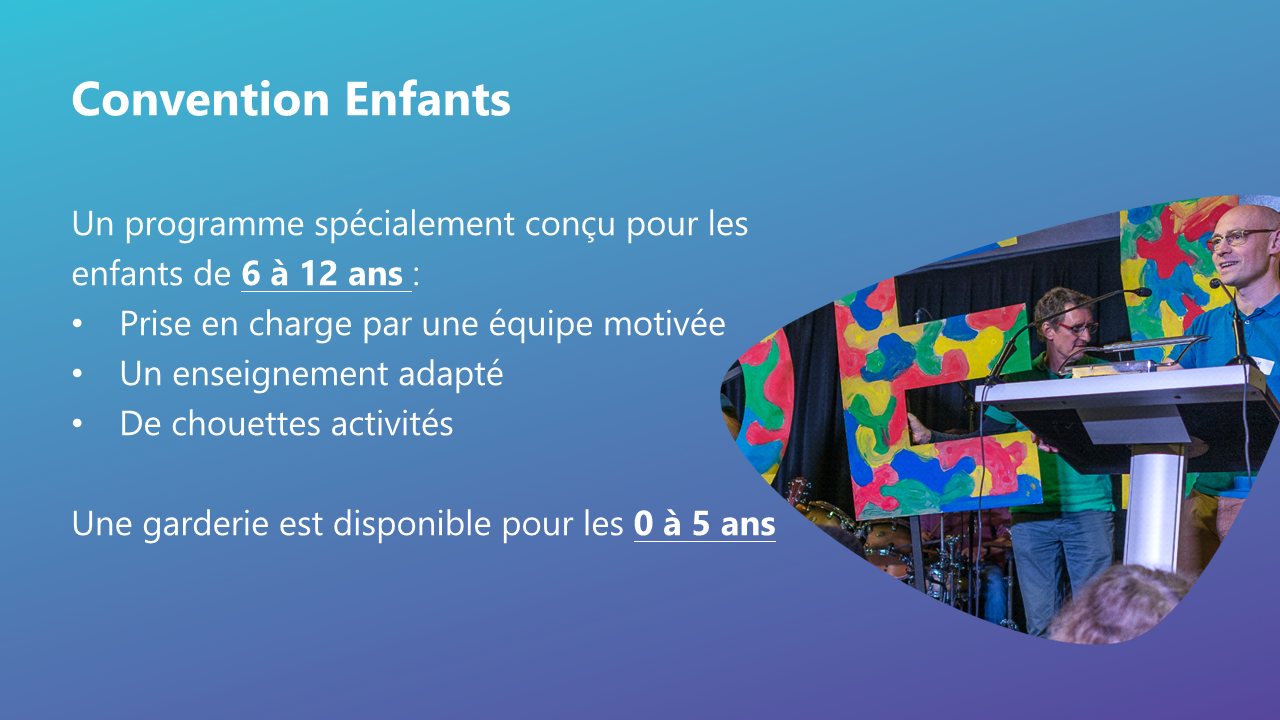 Convention Enfants
Un programme spécialement conçu pour les
enfants de 6 à 12 ans :
• Prise en charge par une équipe motivée
• Un enseignement adapté
• De chouettes activités
Une garderie est disponible pour les 0 à 5 ans